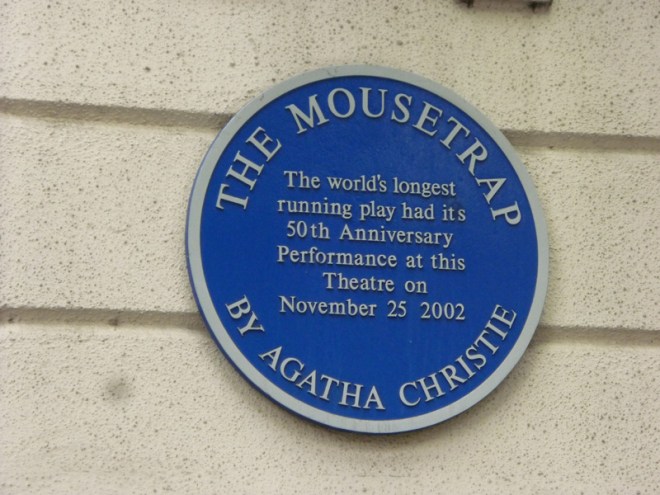 THE MOUSETRAP
The world's longest
running play had its
50th Anniversary
Performance at this
Theatre on
November 25 2002
BY AGATHA CHRISTIE